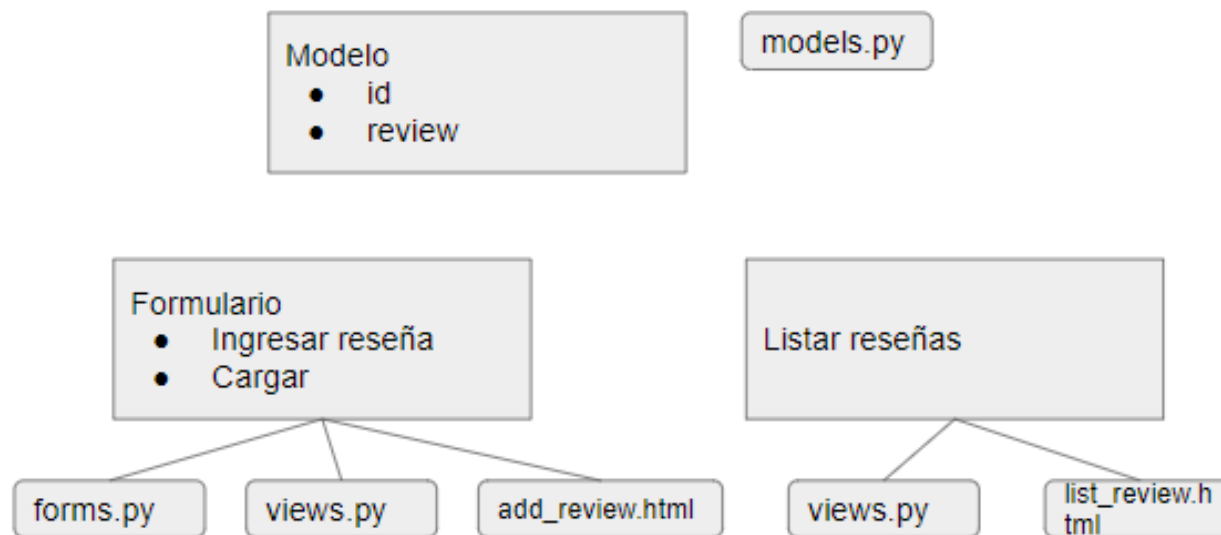 Modelo
● id
● review
models.py
Formulario
● Ingresar reseña
● Cargar
Listar reseñas
forms.py
views.py
add_review.html
views.py
list_review.h
tml